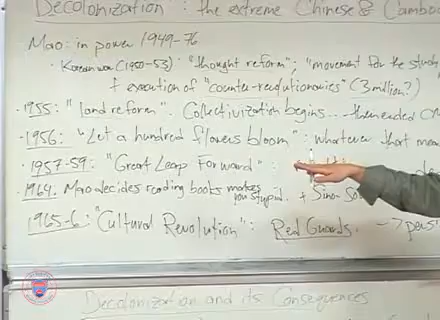 Decolonization: the extreme Chinese & Cambo
Mao: in power 1949-76
· Korean war (1950-53): "thought reform"; "movement for the study
+ execution of "counter-revolutionaries" (3 million?)
· 1955: "land reform". Collectivization begins... then ended
· 1956: "Let a hundred flowers bloom": whatever that mean
· 1957-59: "Great Leap Forward":
· 1964. Mao decides reading books makes you stupid. + Sino-So
1965-6: "Cultural Revolution": Red Guards. →
Decolonization and its Consequences